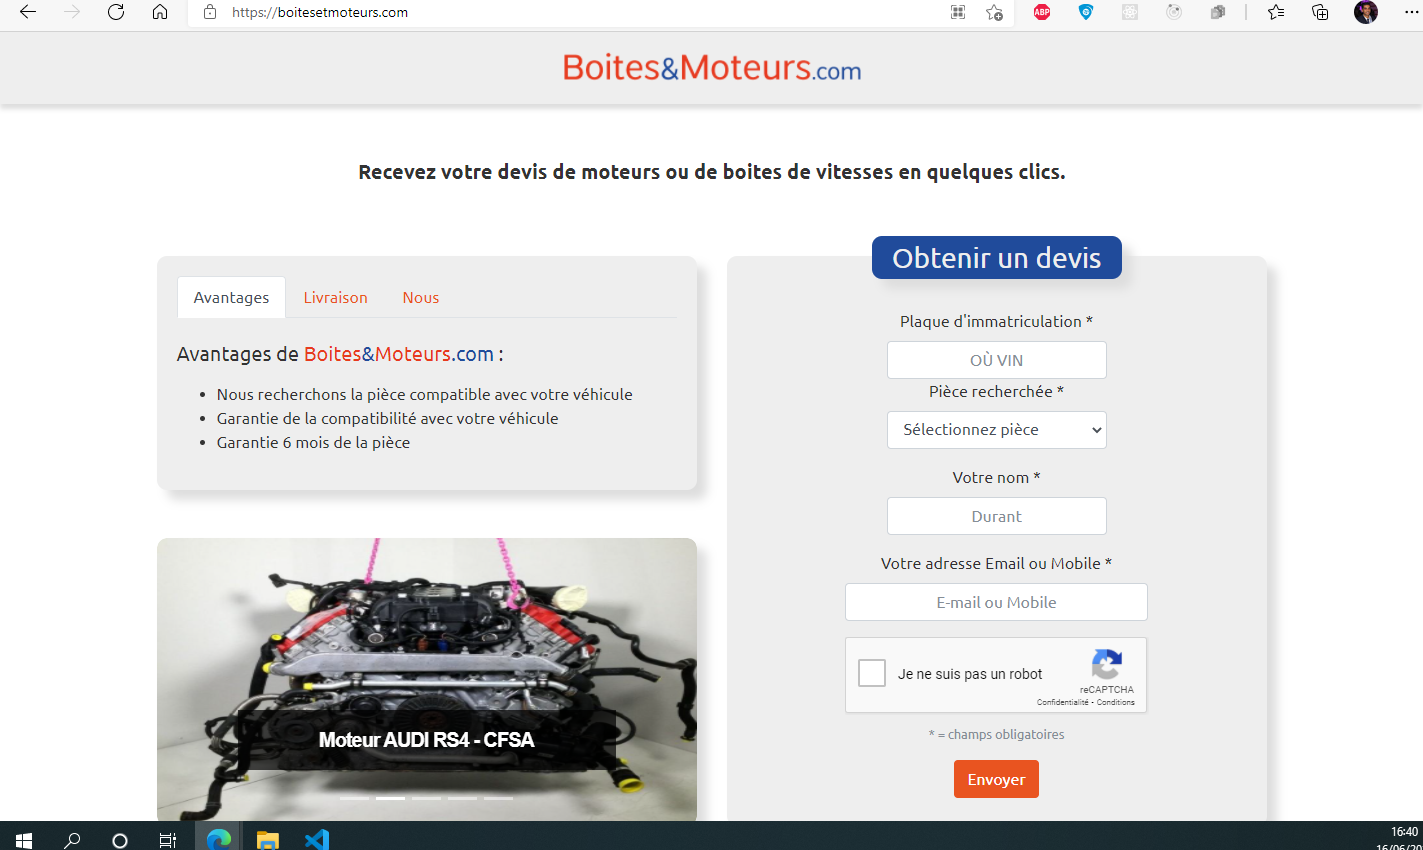 https://boitesetmoteurs.com
ABP
Boites&Moteurs.com
Recevez votre devis de moteurs ou de boites de vitesses en quelques clics.
Avantages Livraison Nous
Avantages de Boites&Moteurs.com :
• Nous recherchons la pièce compatible avec votre véhicule
• Garantie de la compatibilité avec votre véhicule
• Garantie 6 mois de la pièce
Moteur AUDI RS4 - CFSA
Obtenir un devis
Plaque d'immatriculation *
OÙ VIN
Pièce recherchée *
Sélectionnez pièce
Votre nom *
Durant
Votre adresse Email ou Mobile *
E-mail ou Mobile
Je ne suis pas un robot
reCAPTCHA
Confidentialité - Conditions
* = champs obligatoires
Envoyer
16:40
16/06/20